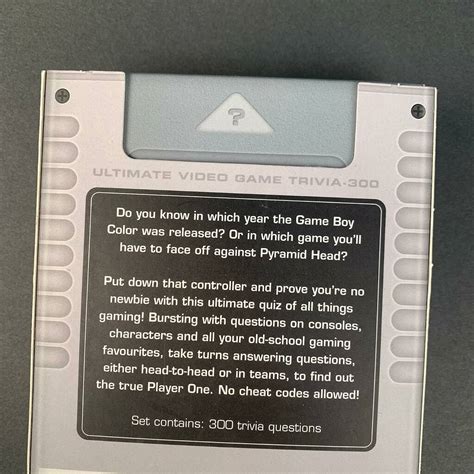 ?
ULTIMATE VIDEO GAME TRIVIA-300
Do you know in which year the Game Boy
Color was released? Or in which game you'll
have to face off against Pyramid Head?
Put down that controller and prove you're no
newbie with this ultimate quiz of all things
gaming! Bursting with questions on consoles,
characters and all your old-school gaming
favourites, take turns answering questions,
either head-to-head or in teams, to find out
the true Player One. No cheat codes allowed!
Set contains: 300 trivia questions